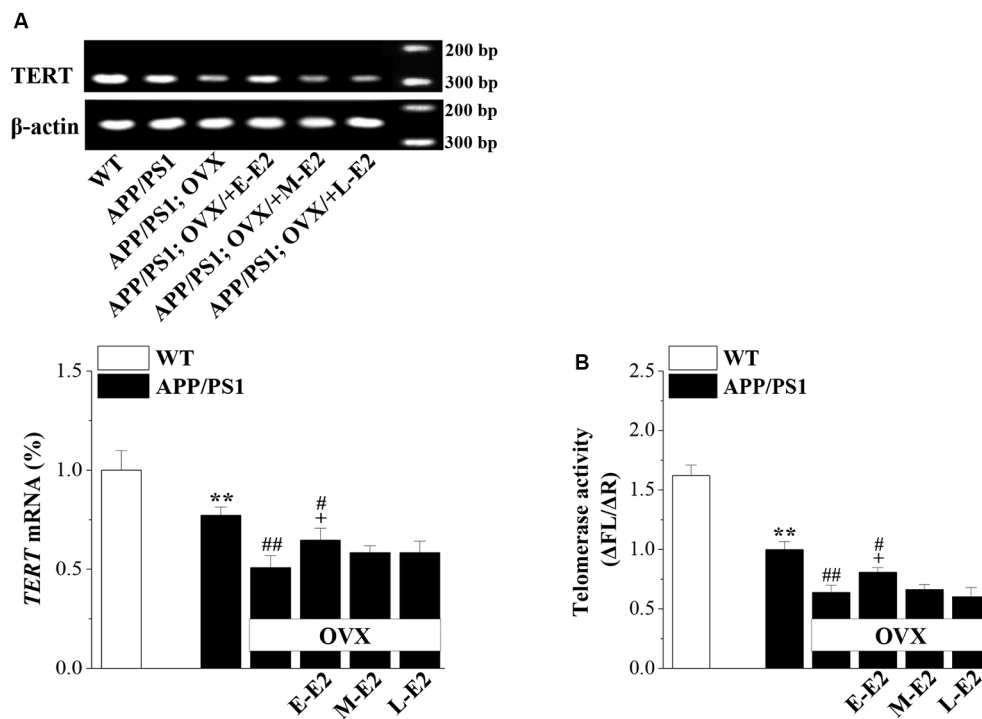 A
TERT
200 bp
300 bp
β-actin
200 bp
300 bp
WT
APP/PS1
APP/PS1; OVX
APP/PS1; OVX/+E-E2
APP/PS1; OVX/+M-E2
APP/PS1; OVX/+L-E2
WT
APP/PS1
TERT mRNA (%)
1.5
1.0
0.5
0.0
**
##
#
+
OVX
E-E2
M-E2
L-E2
B
WT
APP/PS1
Telomerase activity
(ΔFL/ΔR)
2.5
2.0
1.5
1.0
0.5
0.0
**
##
#
+
OVX
E-E2
M-E2
L-E2